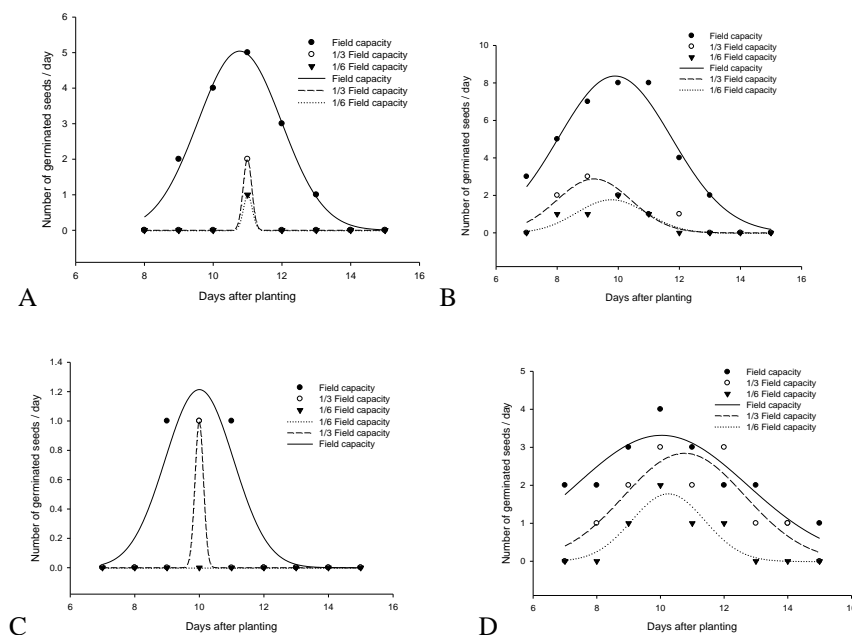 Number of germinated seeds / day
6
5
4
3
2
1
0
6 8 10 12 14 16
Days after planting
Field capacity
1/3 Field capacity
1/6 Field capacity
Field capacity
1/3 Field capacity
1/6 Field capacity
A
Number of germinated seeds / day
10
8
6
4
2
0
6 8 10 12 14 16
Days after planting
Field capacity
1/3 Field capacity
1/6 Field capacity
Field capacity
1/3 Field capacity
1/6 Field capacity
B
Number of germinated seeds / day
1.4
1.2
1.0
0.8
0.6
0.4
0.2
0.0
6 8 10 12 14 16
Days after planting
Field capacity
1/3 Field capacity
1/6 Field capacity
1/6 Field capacity
1/3 Field capacity
Field capacity
C
Number of germinated seeds / day
5
4
3
2
1
0
6 8 10 12 14 16
Days after planting
Field capacity
1/3 Field capacity
1/6 Field capacity
Field capacity
1/3 Field capacity
1/6 Field capacity
D